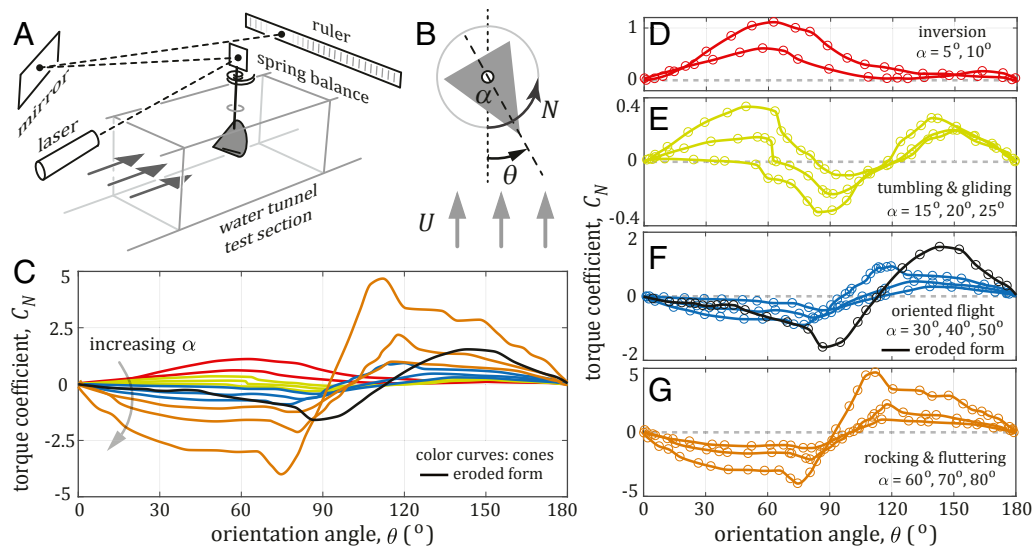 A
mirror
laser
ruler
spring balance
water tunnel
test section
B
α
N
θ
U
C
torque coefficient, C_N
5
2.5
0
-2.5
-5
increasing α
color curves: cones
eroded form
0 30 60 90 120 150 180
orientation angle, θ (°)
torque coefficient, C_N
D
1
0
inversion
α = 5°, 10°
E
0.4
0
-0.4
tumbling & gliding
α = 15°, 20°, 25°
F
2
0
-2
oriented flight
α = 30°, 40°, 50°
eroded form
G
5
0
-5
rocking & fluttering
α = 60°, 70°, 80°
0 30 60 90 120 150 180
orientation angle, θ (°)